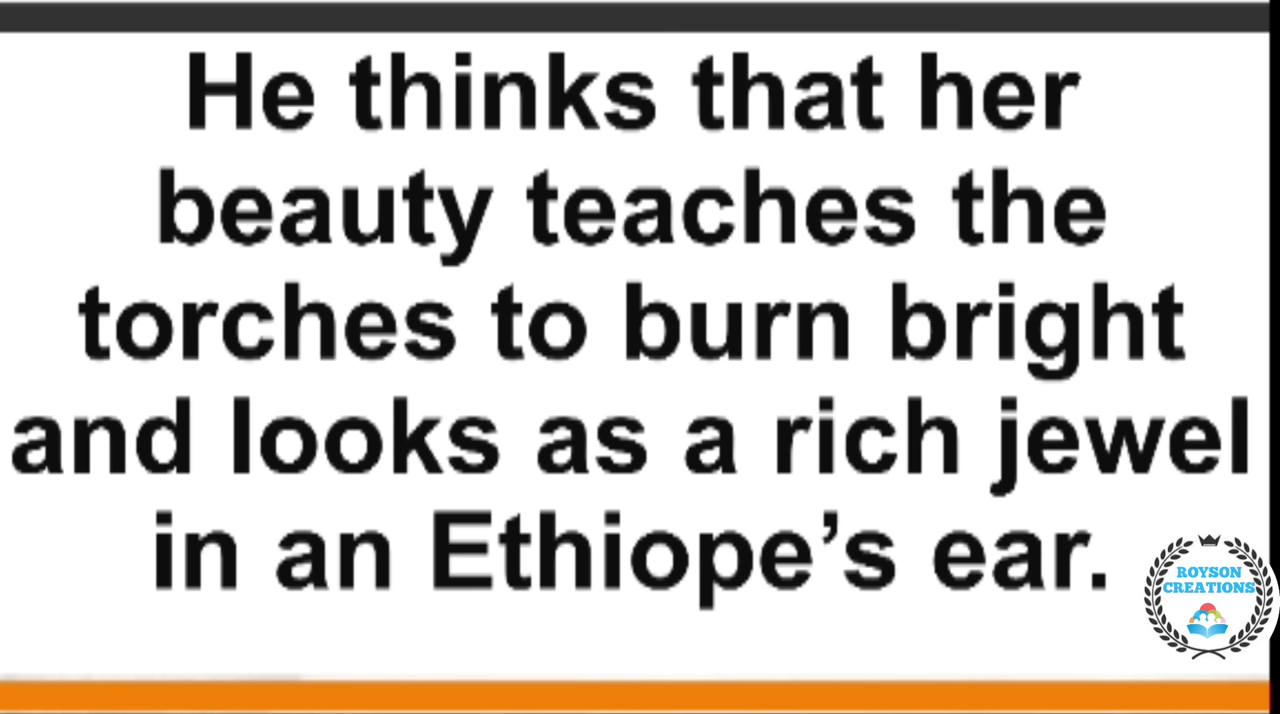 He thinks that her
beauty teaches the
torches to burn bright
and looks as a rich jewel
in an Ethiope’s ear.
ROYSON
CREATIONS